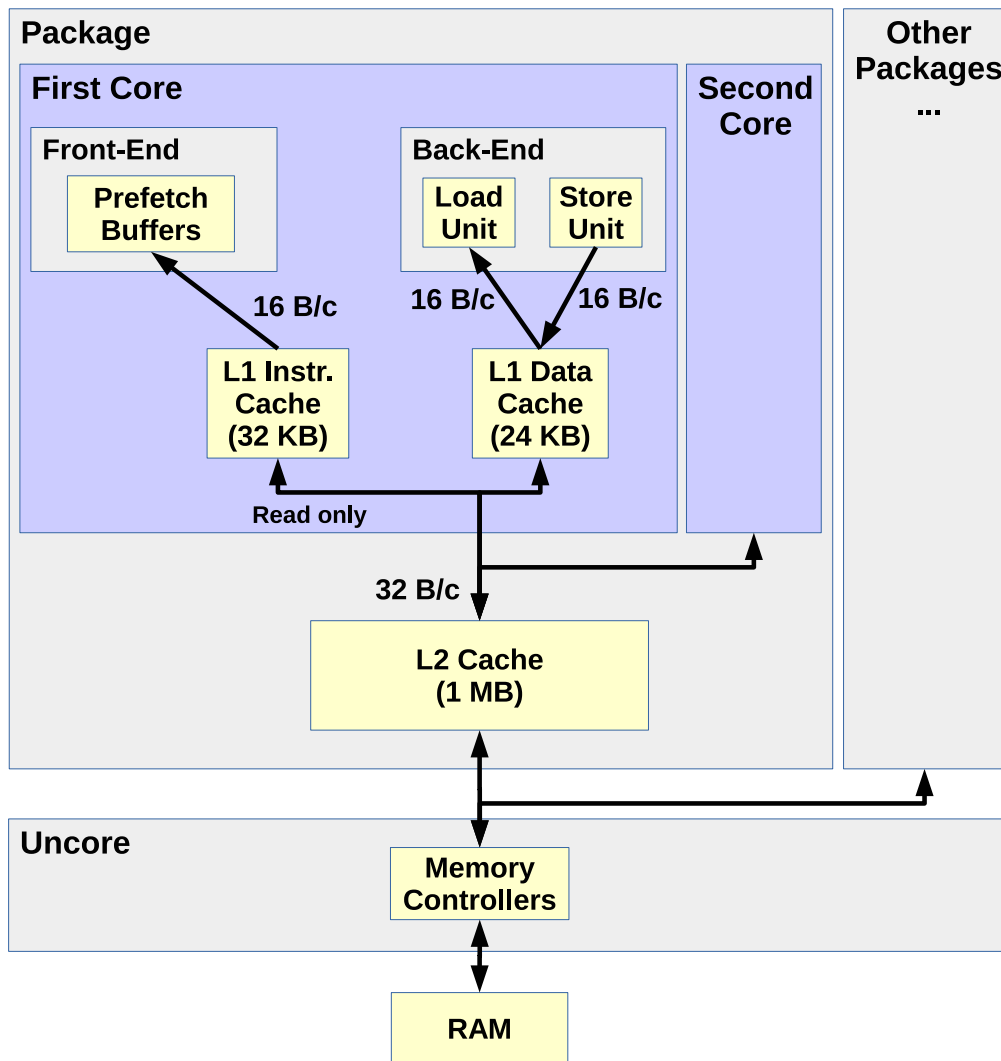 Package
Other
Packages
...
First Core
Second
Core
Front-End
Back-End
Prefetch
Buffers
Load
Unit
Store
Unit
16 B/c
16 B/c
16 B/c
L1 Instr.
Cache
(32 KB)
L1 Data
Cache
(24 KB)
Read only
32 B/c
L2 Cache
(1 MB)
Uncore
Memory
Controllers
RAM